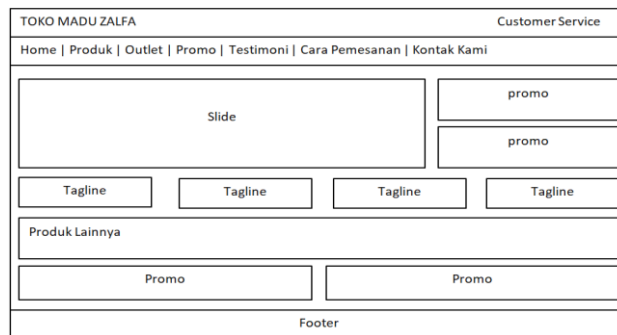 TOKO MADU ZALFA Customer Service
Home | Produk | Outlet | Promo | Testimoni | Cara Pemesanan | Kontak Kami
Slide
promo
promo
Tagline Tagline Tagline Tagline
Produk Lainnya
Promo Promo
Footer